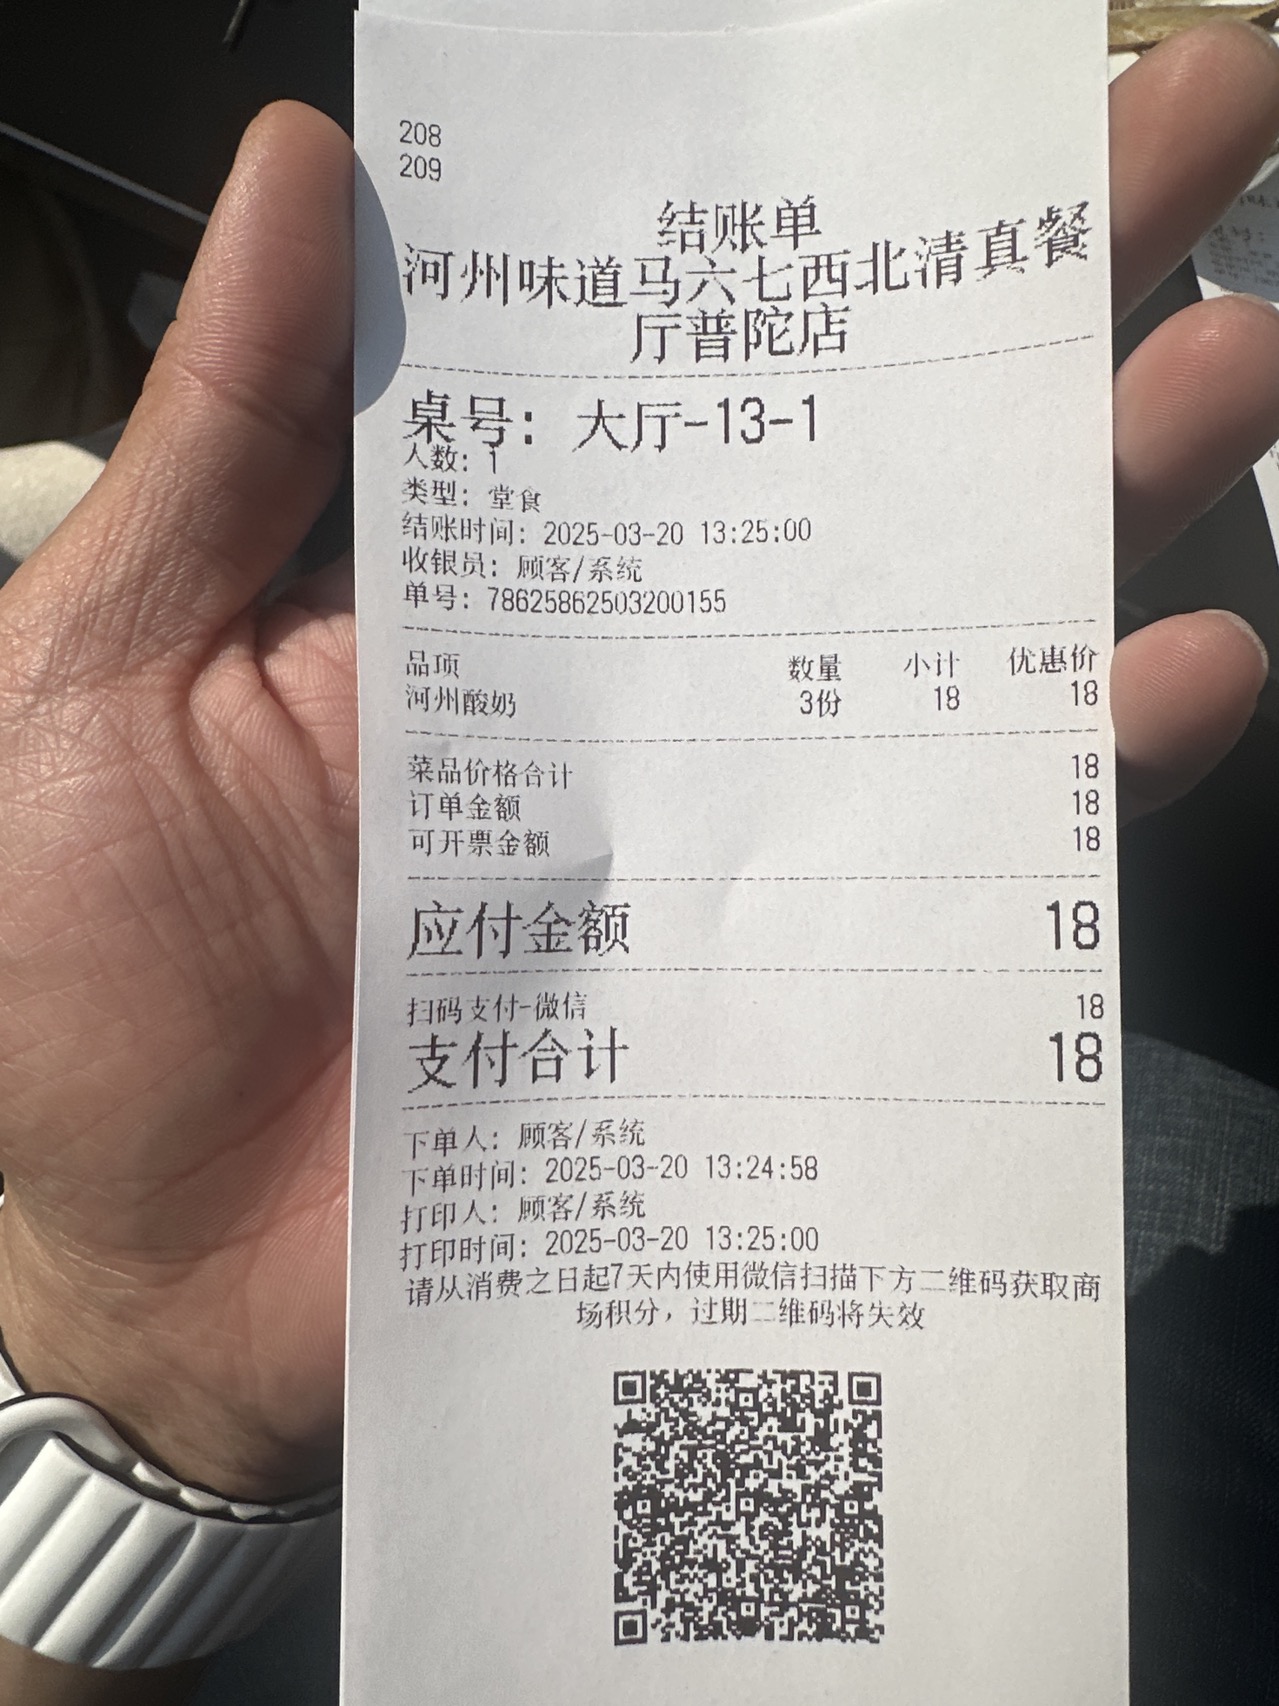 208
209
结账单
河州味道马六七西北清真餐
厅普陀店
桌号: 大厅-13-1
人数: 1
类型: 堂食
结账时间: 2025-03-20 13:25:00
收银员: 顾客/系统
单号: 78625862503200155
品项 数量 小计 优惠价
河州酸奶 3份 18 18
菜品价格合计 18
订单金额 18
可开票金额 18
应付金额 18
扫码支付-微信 18
支付合计 18
下单人: 顾客/系统
下单时间: 2025-03-20 13:24:58
打印人: 顾客/系统
打印时间: 2025-03-20 13:25:00
请从消费之日起7天内使用微信扫描下方二维码获取商
场积分，过期二维码将失效